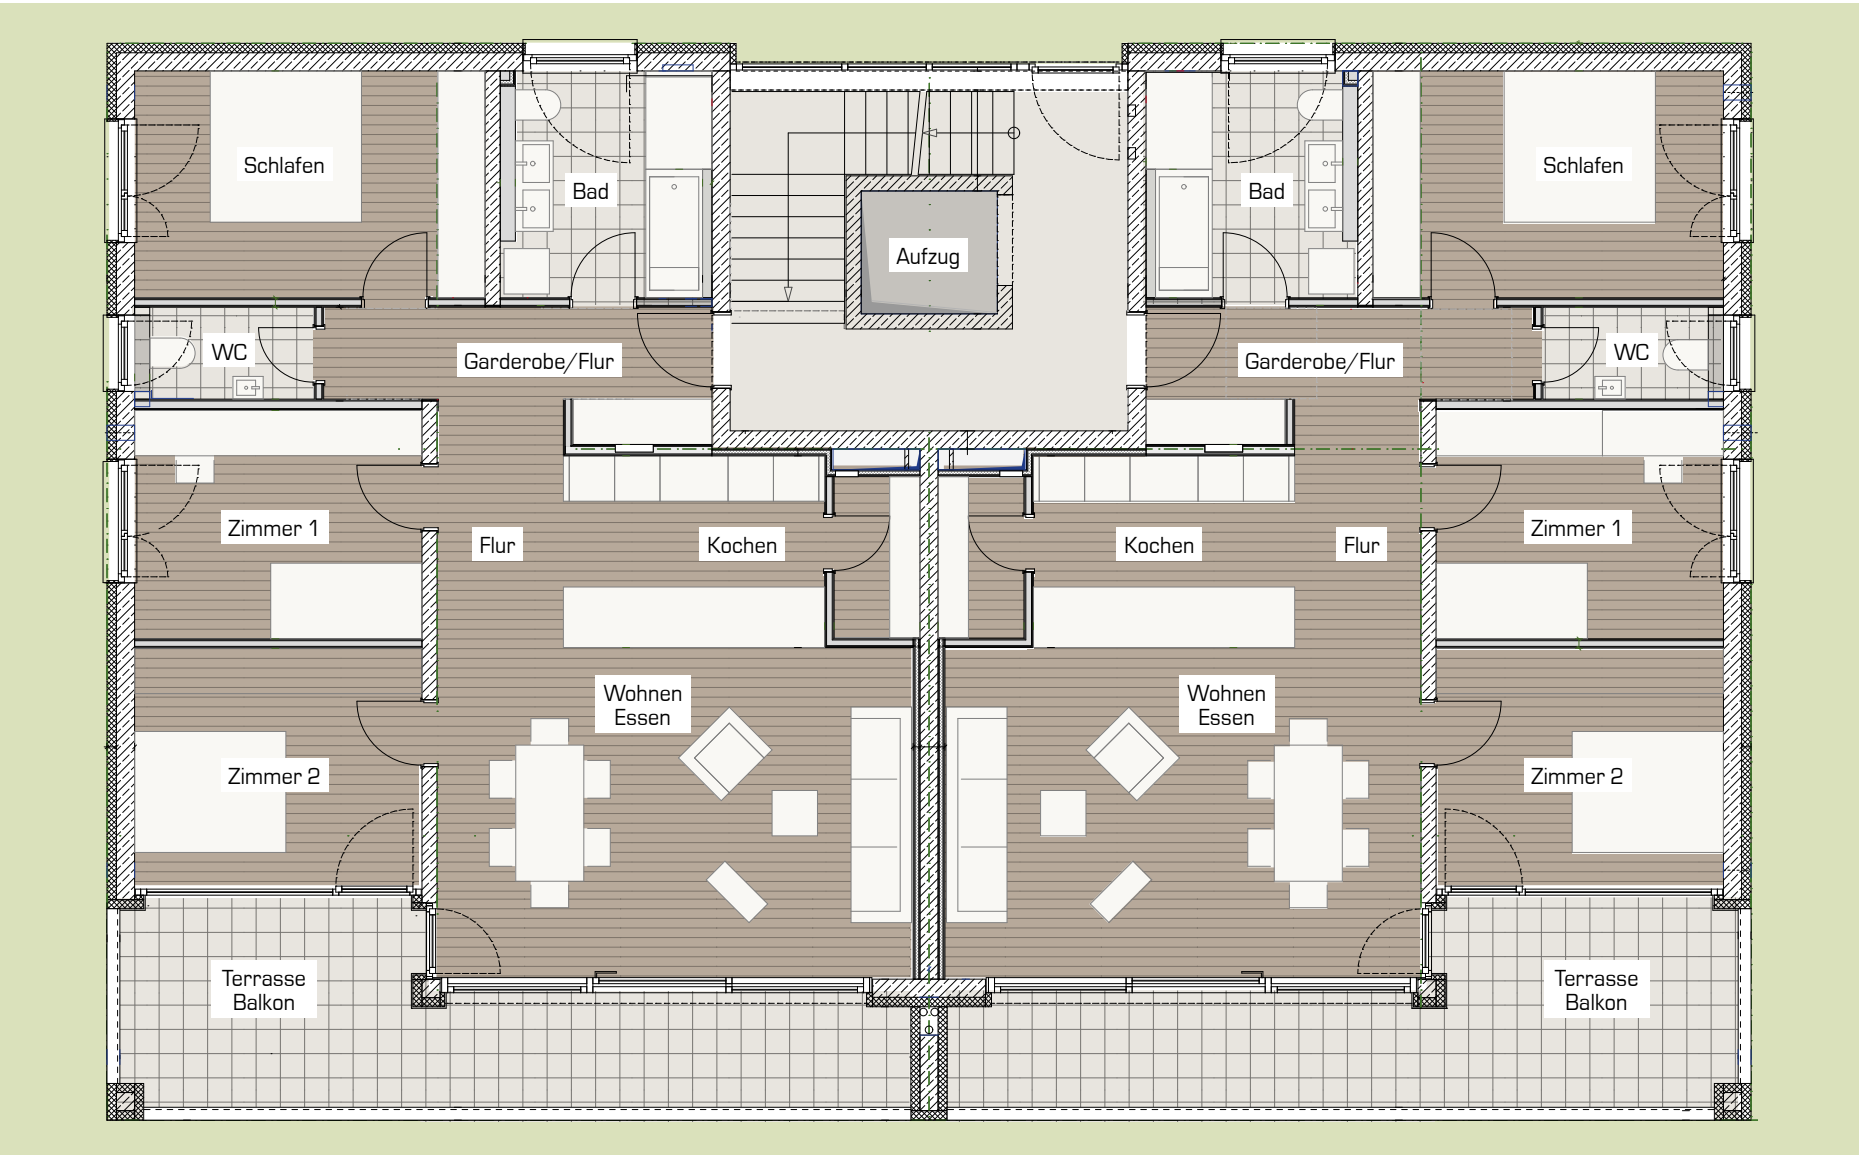 Schlafen
Bad
Aufzug
Bad
Schlafen
WC
Garderobe/Flur
Garderobe/Flur
WC
Zimmer 1
Flur
Kochen
Kochen
Flur
Zimmer 1
Wohnen
Essen
Wohnen
Essen
Zimmer 2
Zimmer 2
Terrasse
Balkon
Terrasse
Balkon